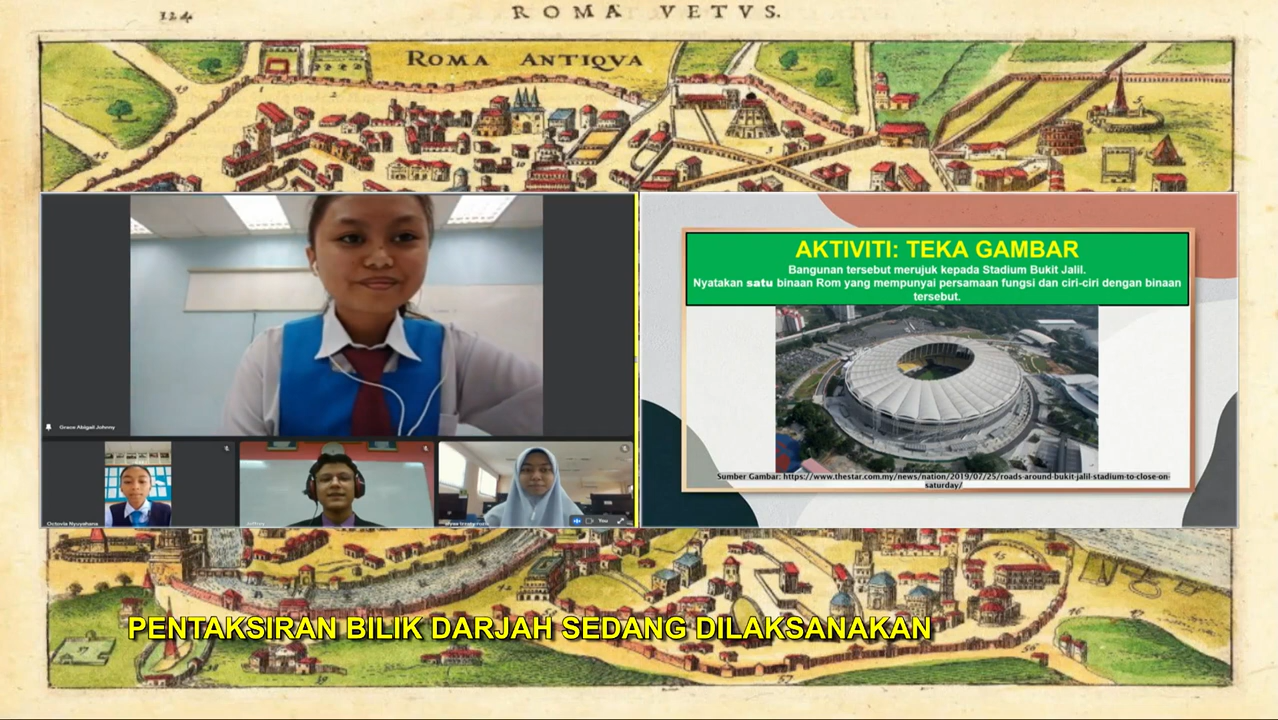 124
ROMA VETVS.
ROMA ANTIQVA
AKTIVITI: TEKA GAMBAR
Bangunan tersebut merujuk kepada Stadium Bukit Jalil.
Nyatakan satu binaan Rom yang mempunyai persamaan fungsi dan ciri-ciri dengan binaan
tersebut.
Sumber Gambar: https://www.thestar.com.my/news/nation/2019/07/25/roads-around-bukit-jalil-stadium-to-close-on-
saturday/
Grace Abigail Johnny
Octovia Nyuyahana
Jeffrey
You
PENTAKSIRAN BILIK DARJAH SEDANG DILAKSANAKAN